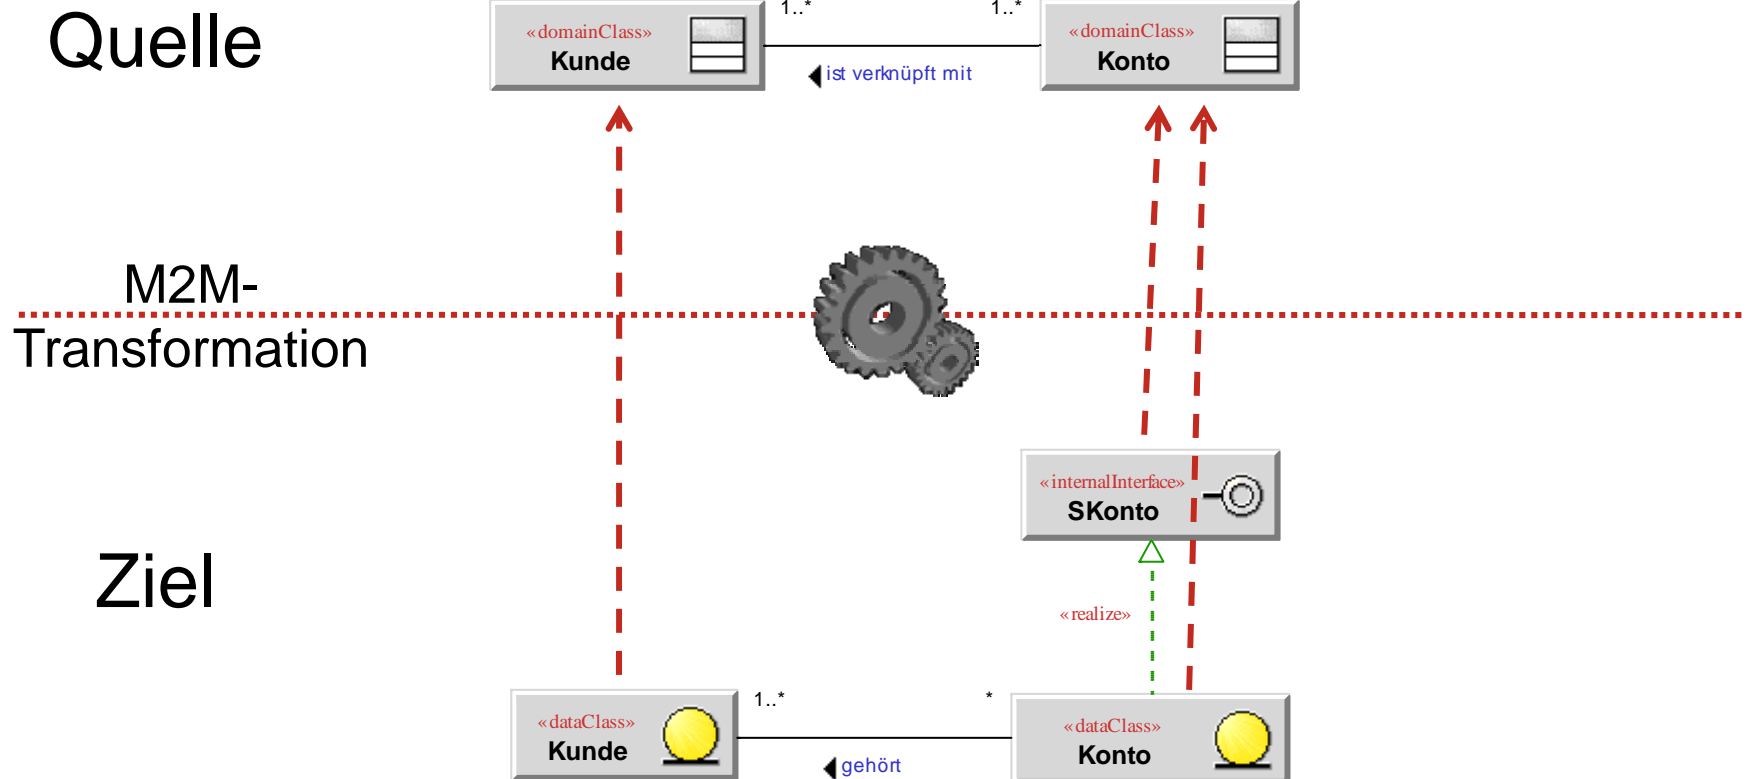 Quelle
1..*
1..*
«domainClass»
Kunde
«domainClass»
Konto
ist verknüpft mit
M2M-
Transformation
«internalInterface»
SKonto
Ziel
«realize»
1..*
*
«dataClass»
Kunde
«dataClass»
Konto
gehört